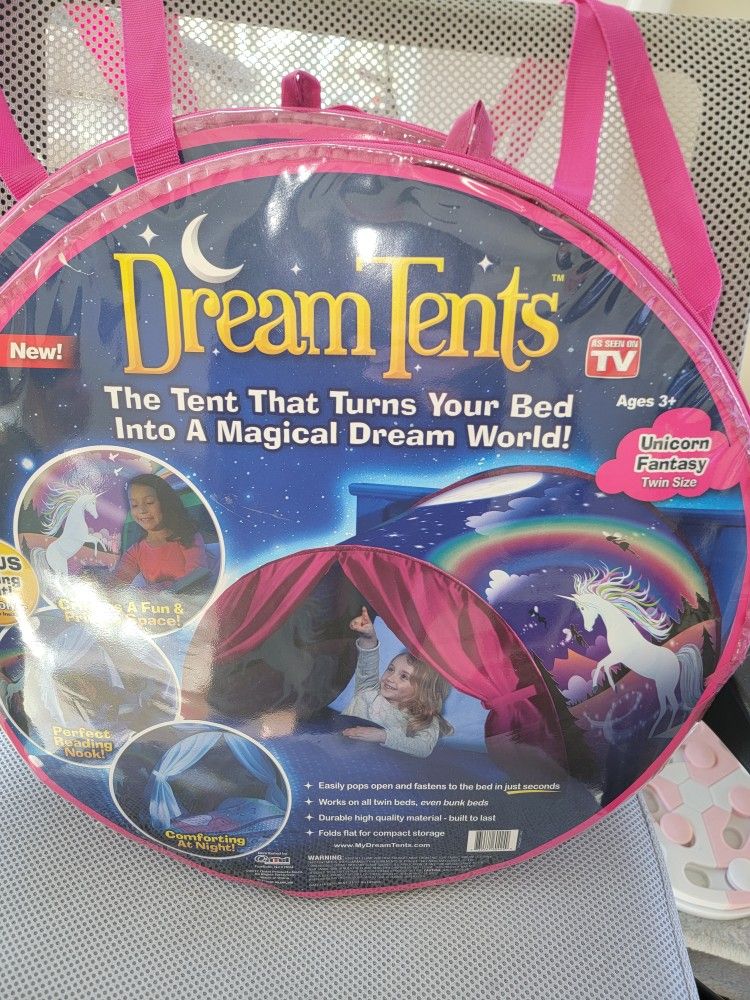 Dream Tents™
New!
AS SEEN ON
TV
The Tent That Turns Your Bed
Into A Magical Dream World!
Ages 3+
Unicorn
Fantasy
Twin Size
A Fun &
Space!
Perfect
Reading
Nook!
Comforting
At Night!
+ Easily pops open and fastens to the bed in just seconds
+ Works on all twin beds, even bunk beds
+ Durable high quality material - built to last
+ Folds flat for compact storage
www.MyDreamTents.com
WARNING: